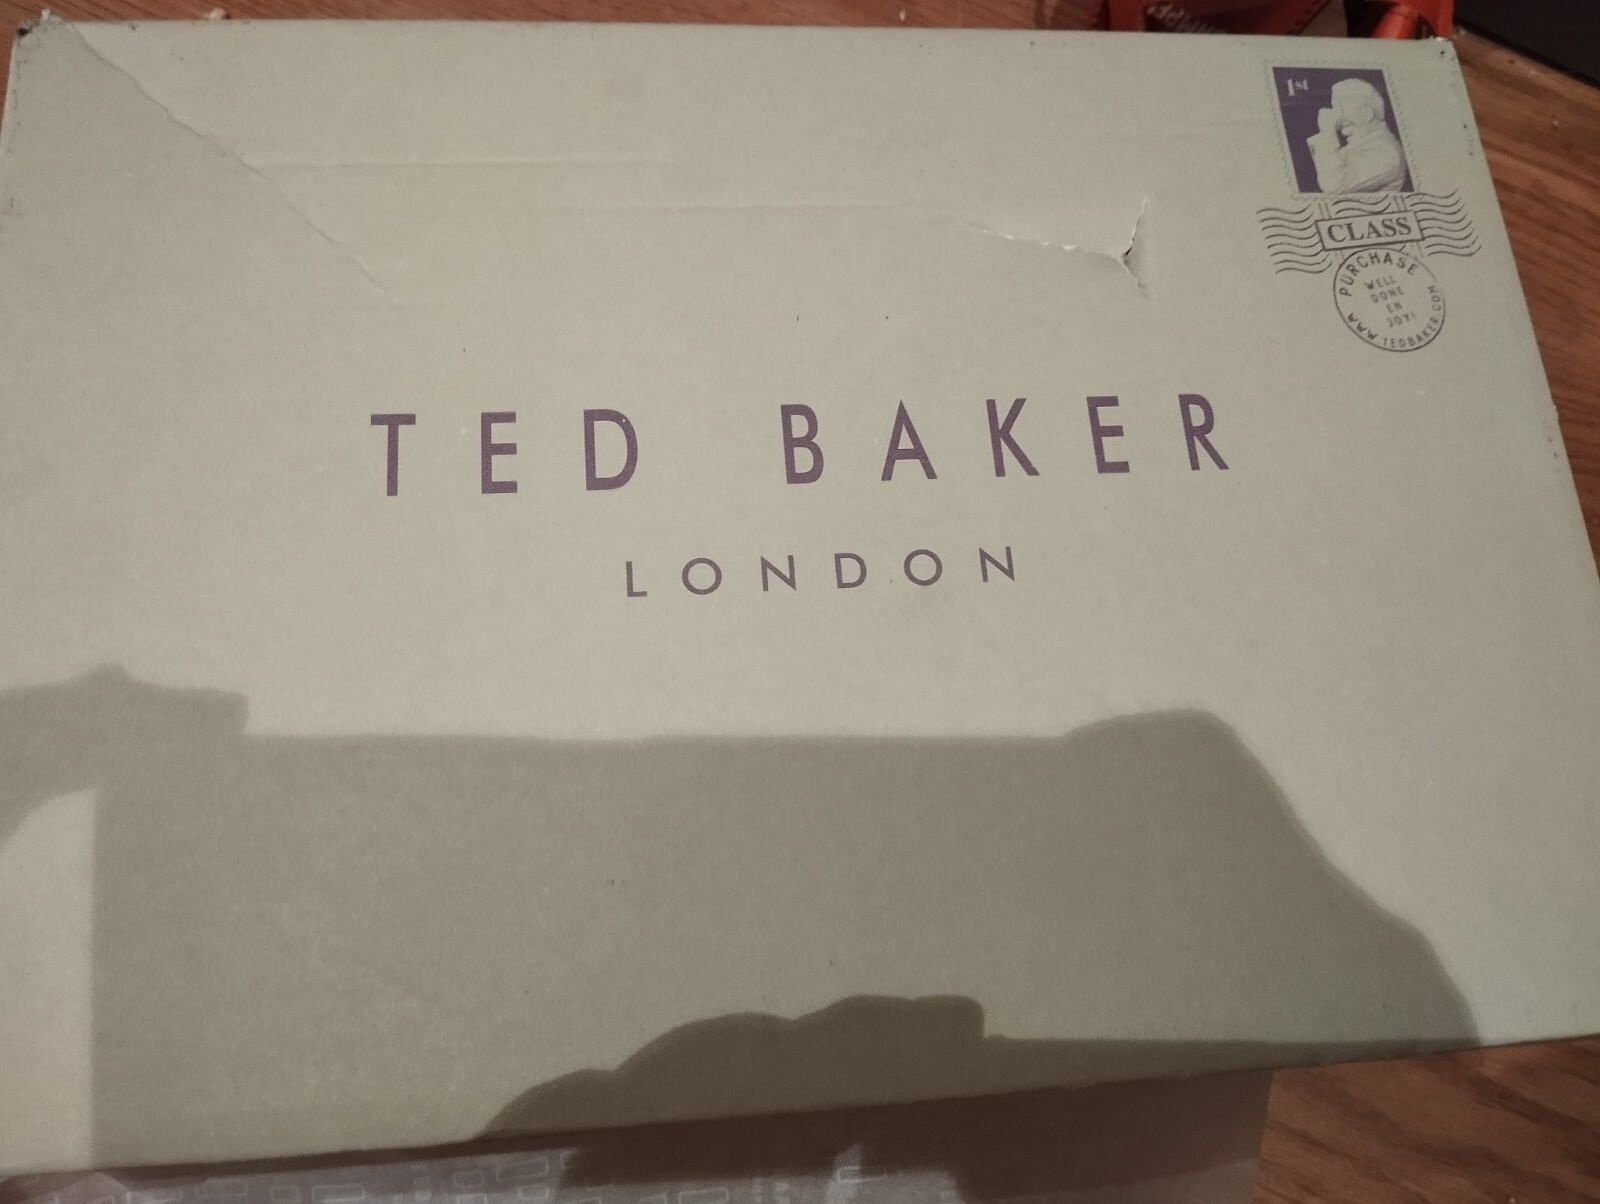 1st
CLASS
PURCHASE
WELL
DONE
EN
JOY!
WWW.TEDBAKER.COM
TED BAKER
LONDON